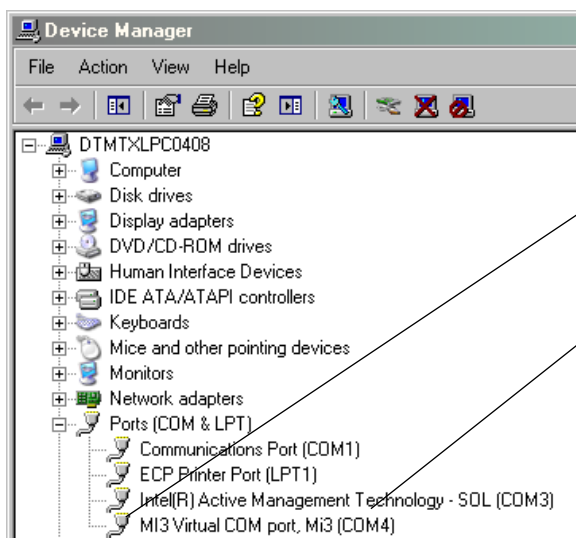 Device Manager
File Action View Help
DTMTXLPC0408
Computer
Disk drives
Display adapters
DVD/CD-ROM drives
Human Interface Devices
IDE ATA/ATAPI controllers
Keyboards
Mice and other pointing devices
Monitors
Network adapters
Ports (COM & LPT)
Communications Port (COM1)
ECP Printer Port (LPT1)
Intel(R) Active Management Technology - SOL (COM3)
MI3 Virtual COM port, Mi3 (COM4)